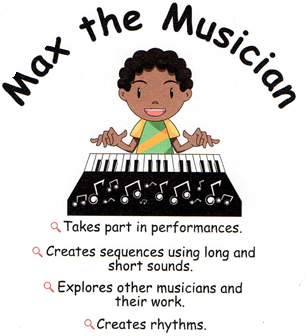 Max the Musician
Takes part in performances.
Creates sequences using long and
short sounds.
Explores other musicians and
their work.
Creates rhythms.